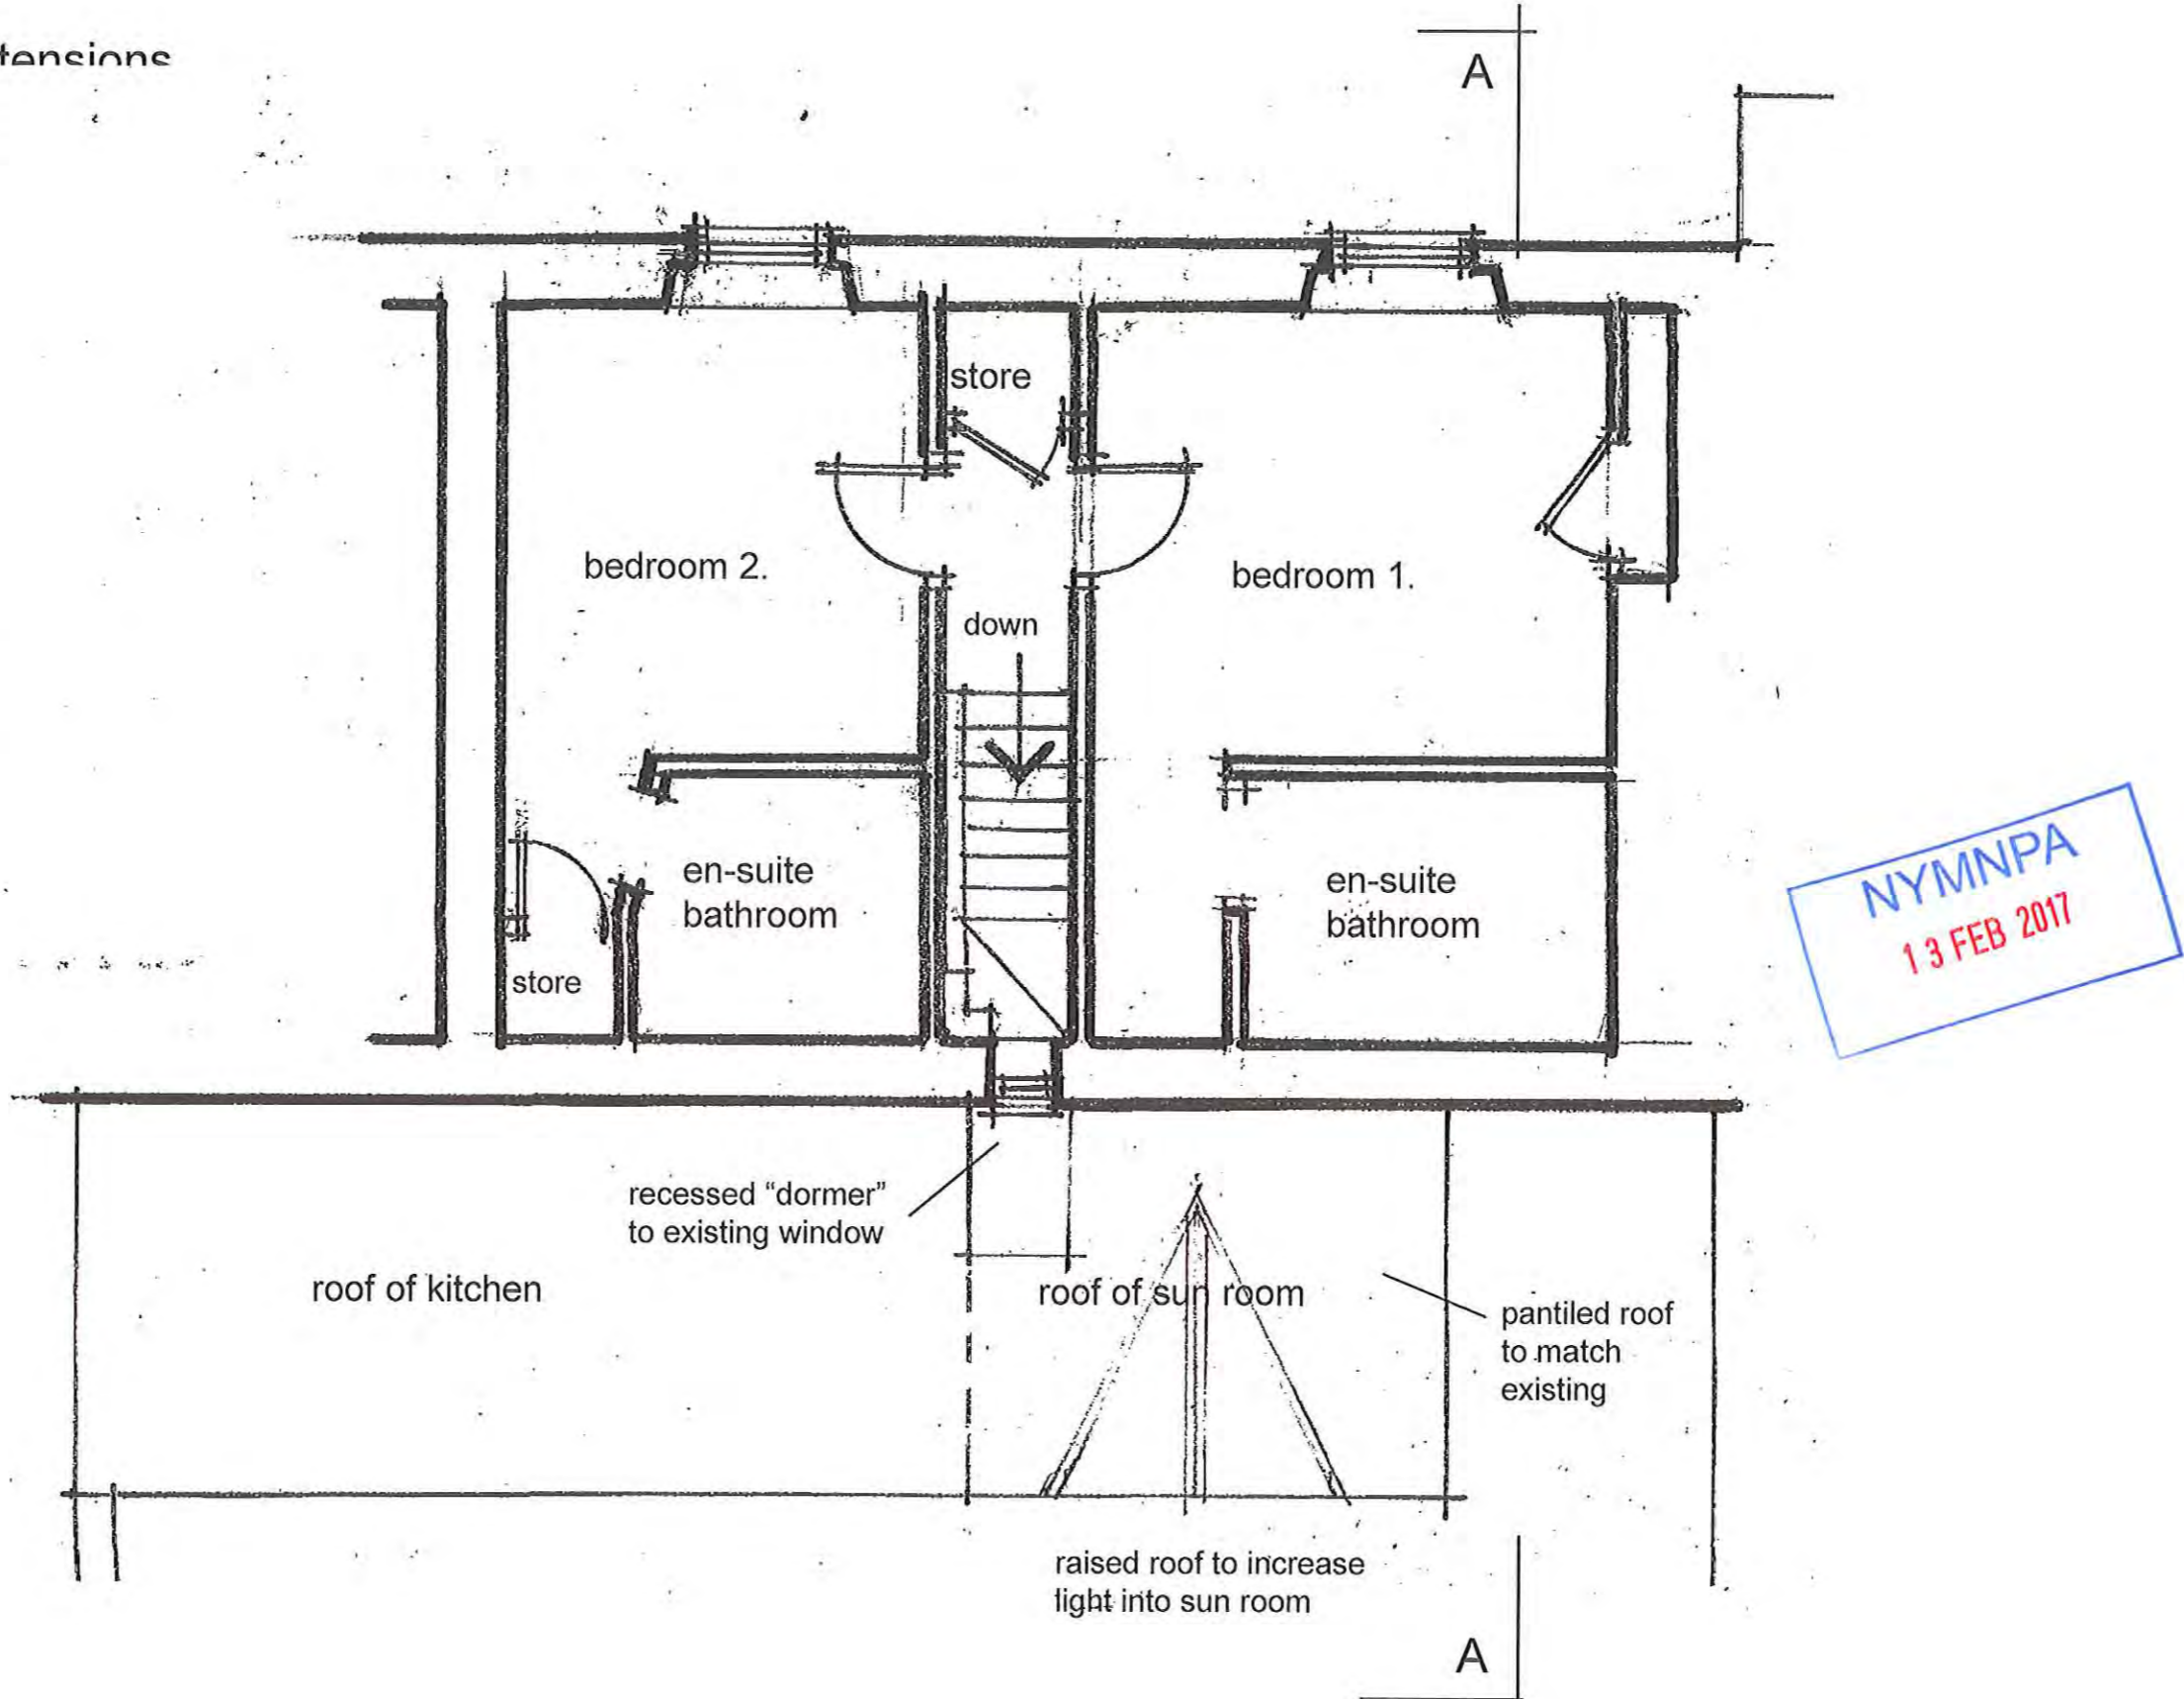 A
store
bedroom 2.
bedroom 1.
down
en-suite
bathroom
en-suite
bathroom
store
NYMNPA
13 FEB 2017
recessed “dormer”
to existing window
roof of kitchen
roof of sun room
pantiled roof
to match
existing
raised roof to increase
light into sun room
A